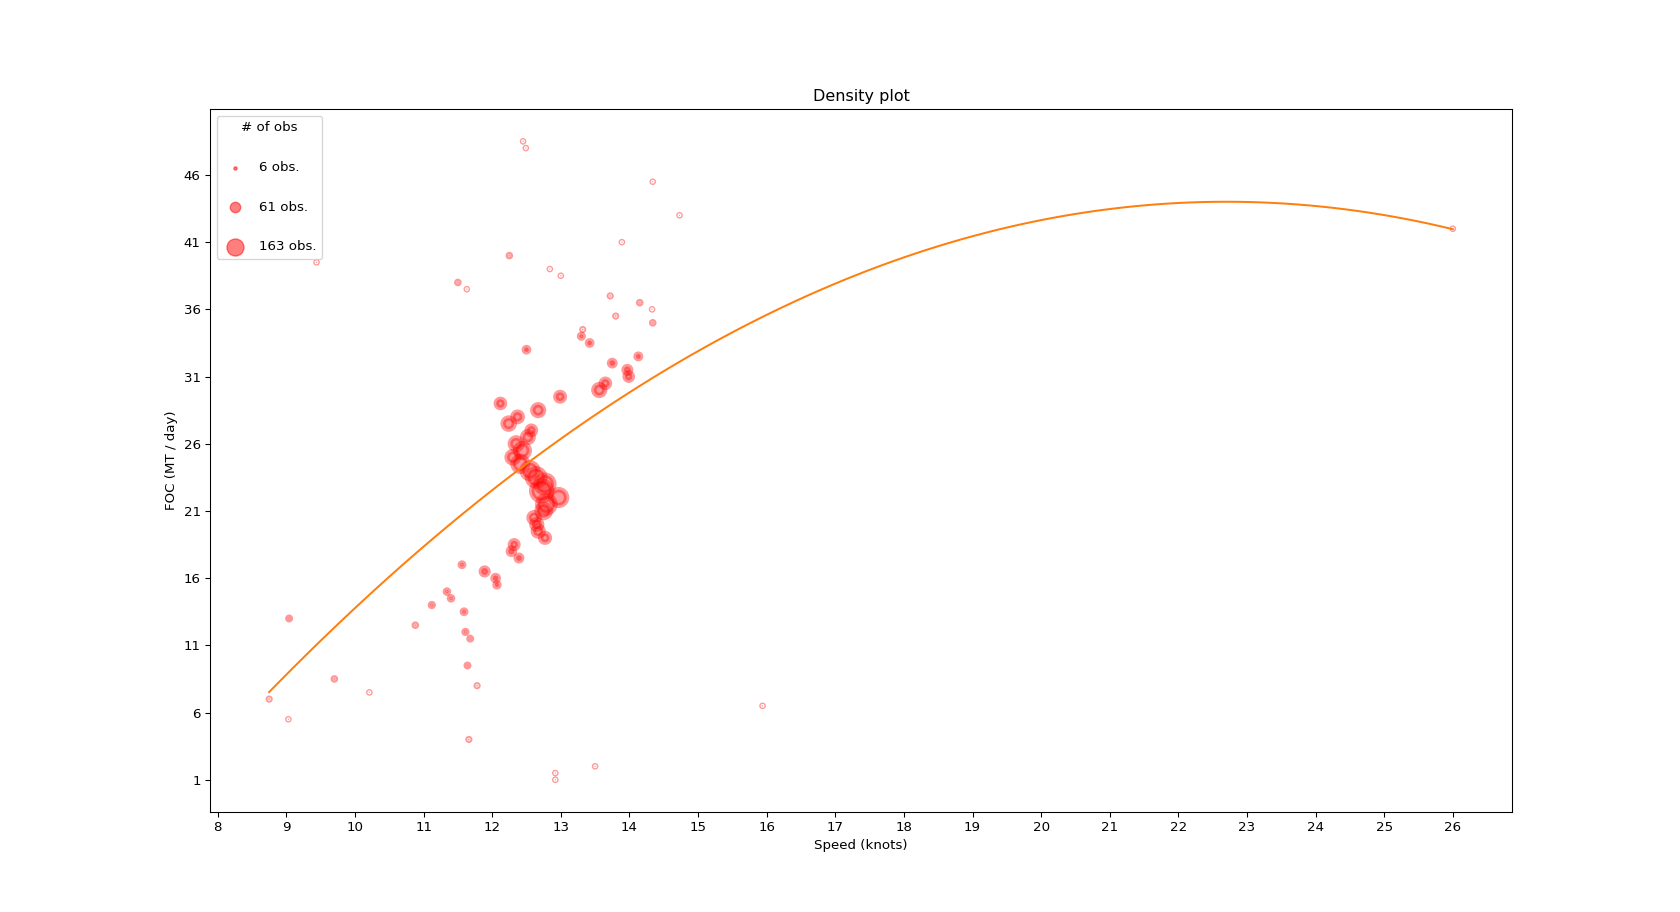 Density plot
# of obs
6 obs.
61 obs.
163 obs.
46
41
36
31
26
21
16
11
6
1
FOC (MT / day)
8 9 10 11 12 13 14 15 16 17 18 19 20 21 22 23 24 25 26
Speed (knots)